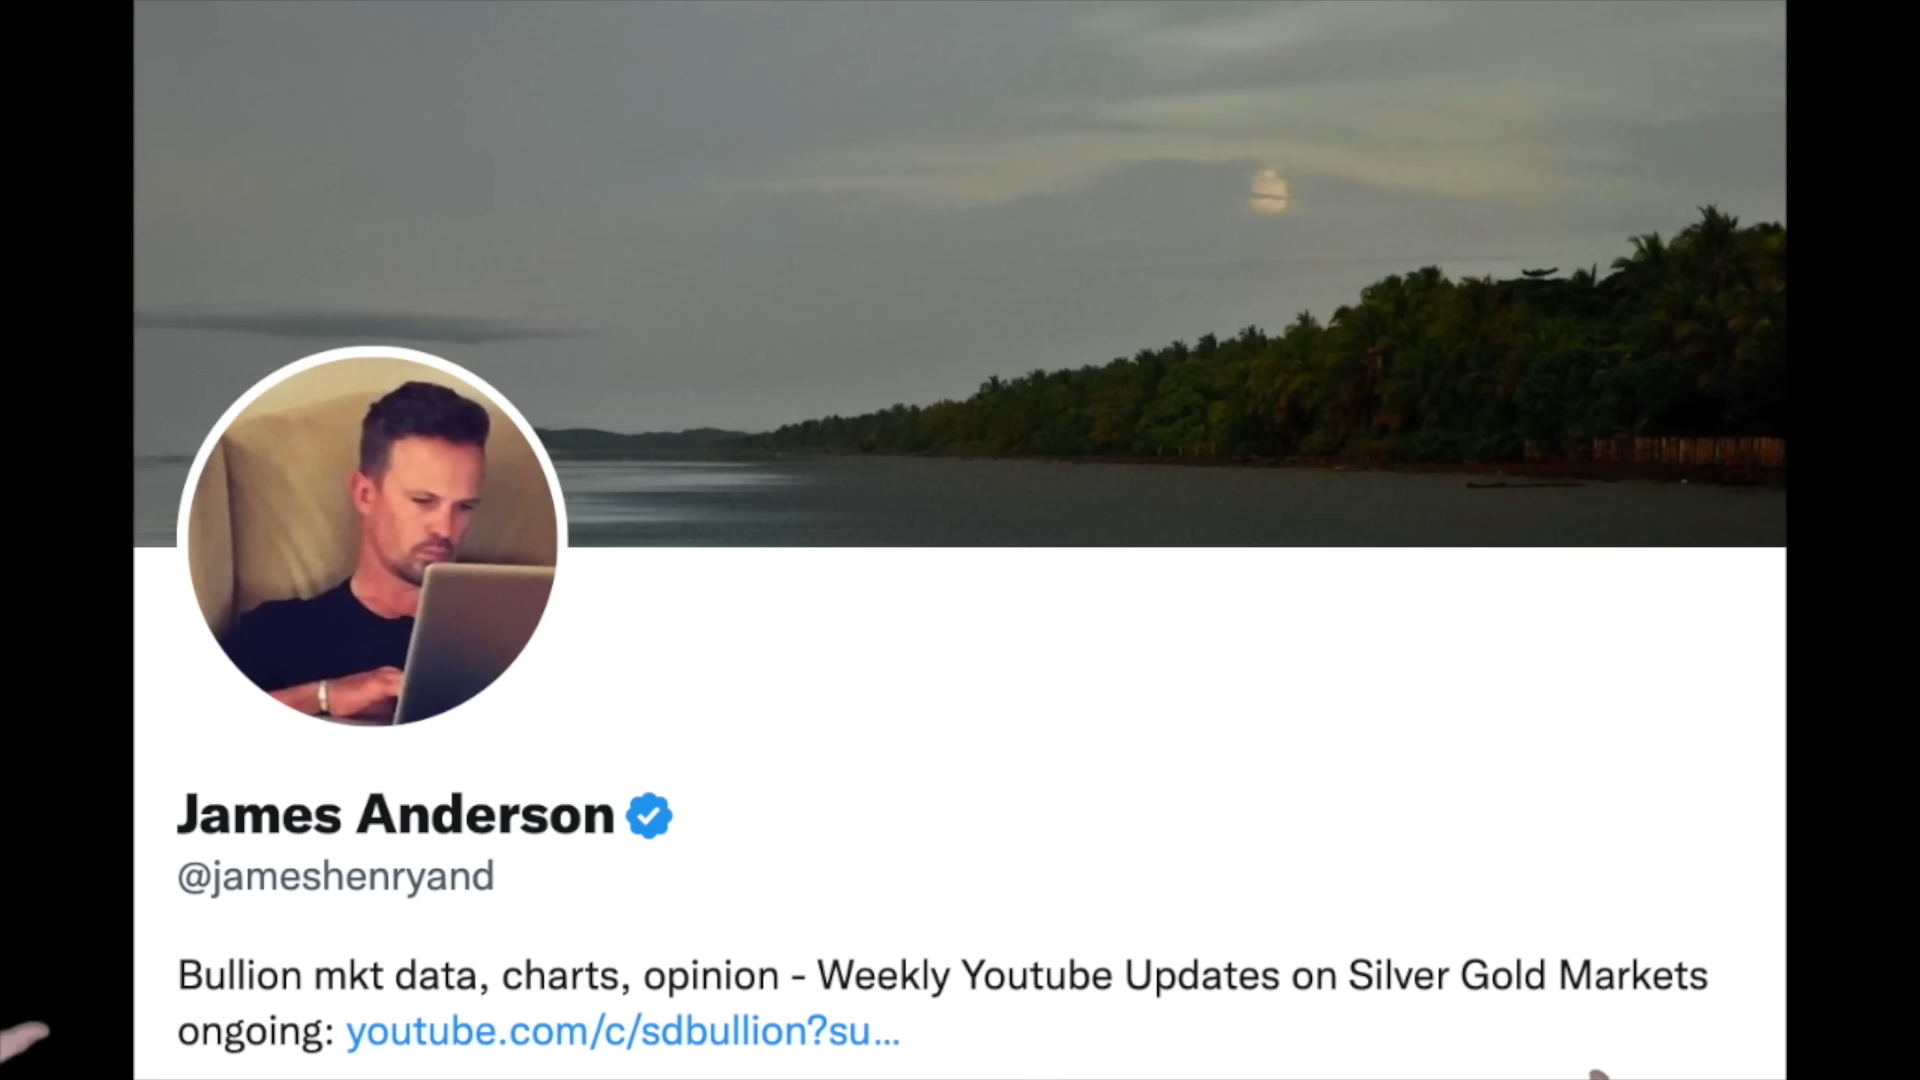 James Anderson
@jameshenryand
Bullion mkt data, charts, opinion - Weekly Youtube Updates on Silver Gold Markets
ongoing: youtube.com/c/sdbullion?su...